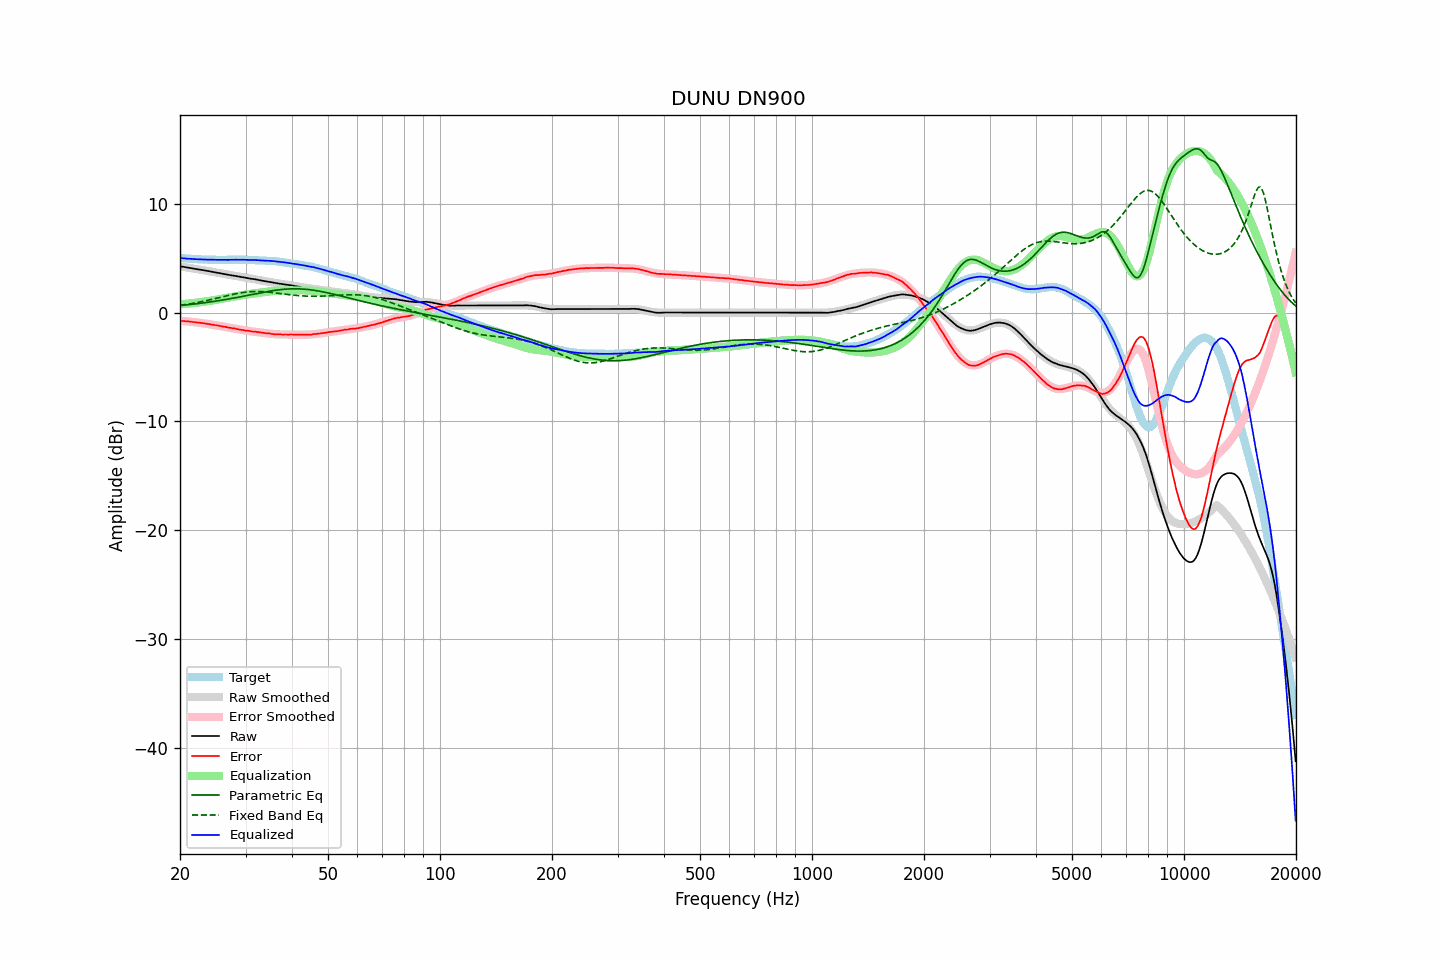 DUNU DN900
Amplitude (dBr)
10
0
−10
−20
−30
−40
Target
Raw Smoothed
Error Smoothed
Raw
Error
Equalization
Parametric Eq
Fixed Band Eq
Equalized
20 50 100 200 500 1000 2000 5000 10000 20000
Frequency (Hz)